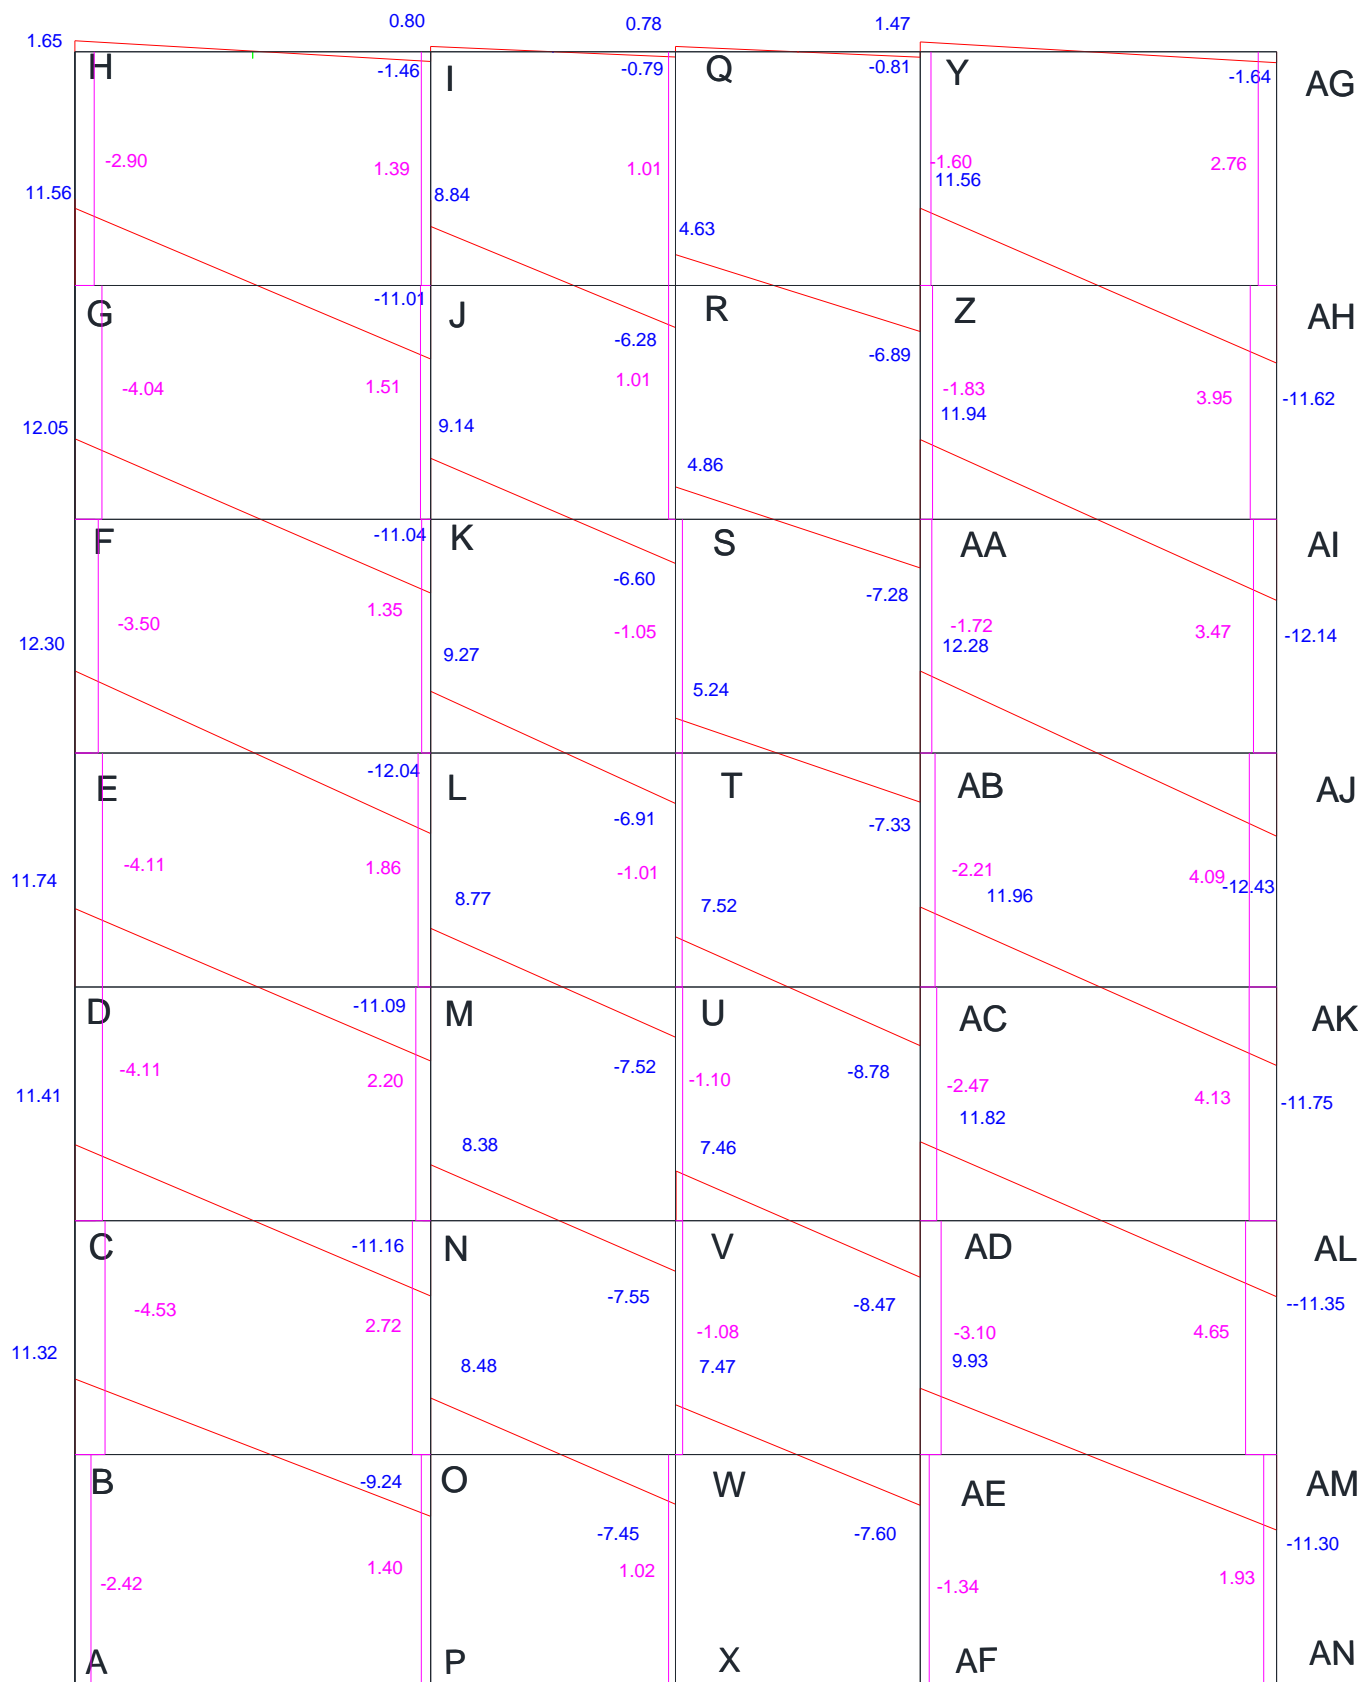 0.80 0.78 1.47
1.65
H -1.46 I -0.79 Q -0.81 Y -1.64 AG
-2.90 1.39 1.01 -1.60 2.76
11.56 8.84 11.56
4.63
G -11.01 J R Z AH
-6.28 -6.89
-4.04 1.51 1.01 -1.83 3.95 -11.62
12.05 9.14 11.94
4.86
F -11.04 K S AA AI
-6.60 -7.28
-3.50 1.35 -1.05 -1.72 3.47 -12.14
12.30 9.27 12.28
5.24
E -12.04 L T AB AJ
-6.91 -7.33
-4.11 1.86 -1.01 -2.21 4.09 -12.43
11.74 8.77 7.52 11.96
D -11.09 M U AC AK
-7.52 -8.78
-4.11 2.20 -1.10 -2.47 4.13 -11.75
11.41 8.38 7.46 11.82
C -11.16 N V AD AL
-7.55 -8.47 --11.35
-4.53 2.72 -1.08 -3.10 4.65
11.32 8.48 7.47 9.93
B -9.24 O W AE AM
-7.45 -7.60 -11.30
-2.42 1.40 1.02 -1.34 1.93
A P X AF AN